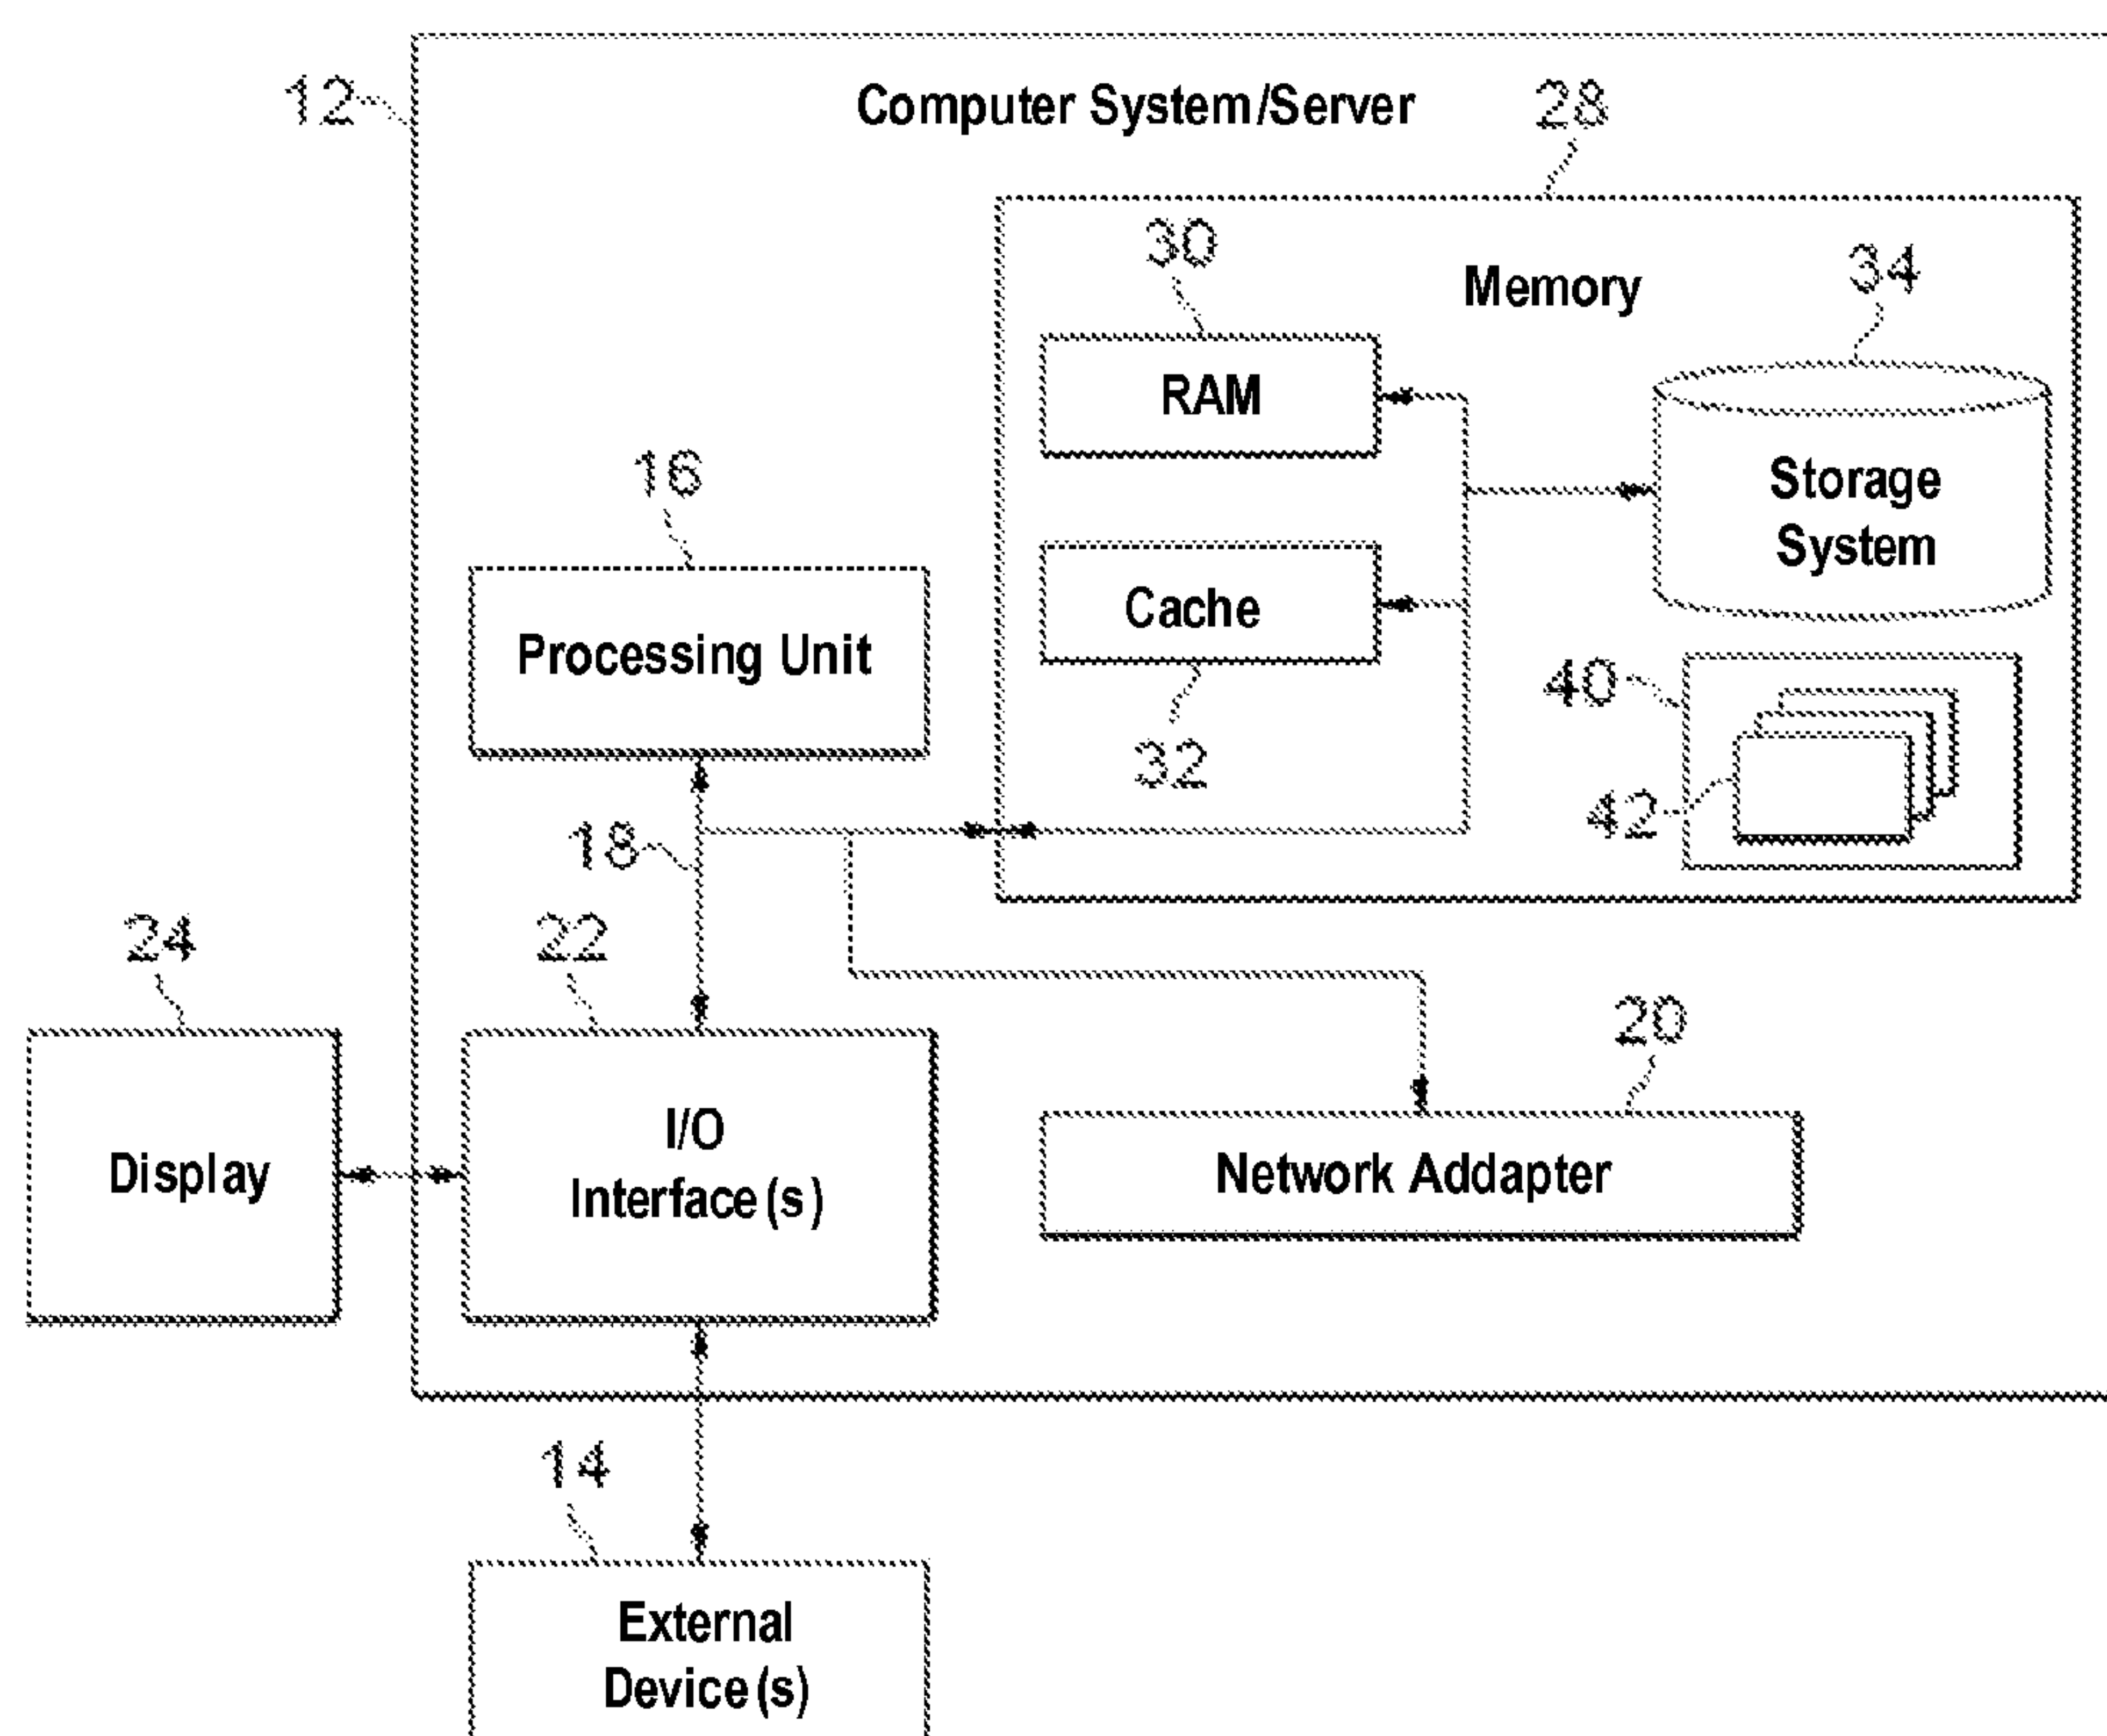 12
Computer System/Server
28
30
Memory
34
RAM
16
Storage
System
Processing Unit
Cache
40
32
42
18
24
22
20
Display
I/O
Interface(s)
Network Addapter
14
External
Device(s)